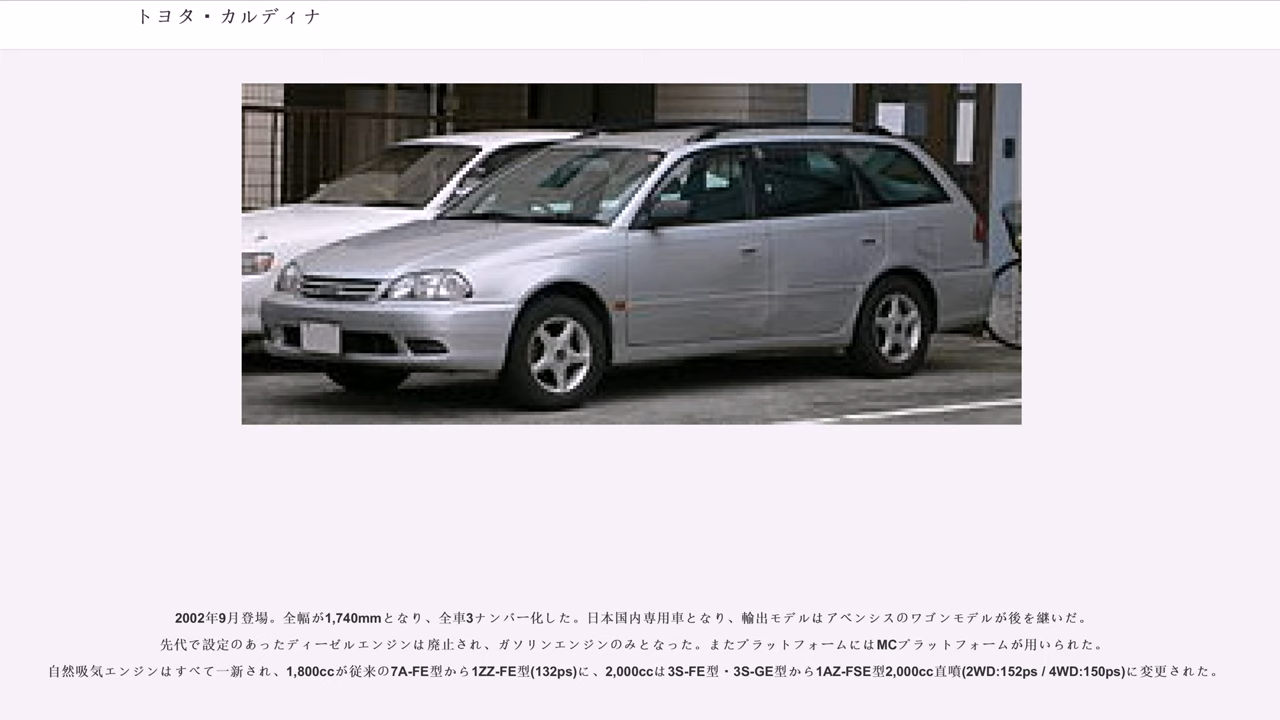 トヨタ・カルディナ
2002年9月登場。全幅が1,740mmとなり、全車3ナンバー化した。日本国内専用車となり、輸出モデルはアベンシスのワゴンモデルが後を継いだ。
先代で設定のあったディーゼルエンジンは廃止され、ガソリンエンジンのみとなった。またプラットフォームにはMCプラットフォームが用いられた。
自然吸気エンジンはすべて一新され、1,800ccが従来の7A-FE型から1ZZ-FE型(132ps)に、2,000ccは3S-FE型・3S-GE型から1AZ-FSE型2,000cc直噴(2WD:152ps / 4WD:150ps)に変更された。